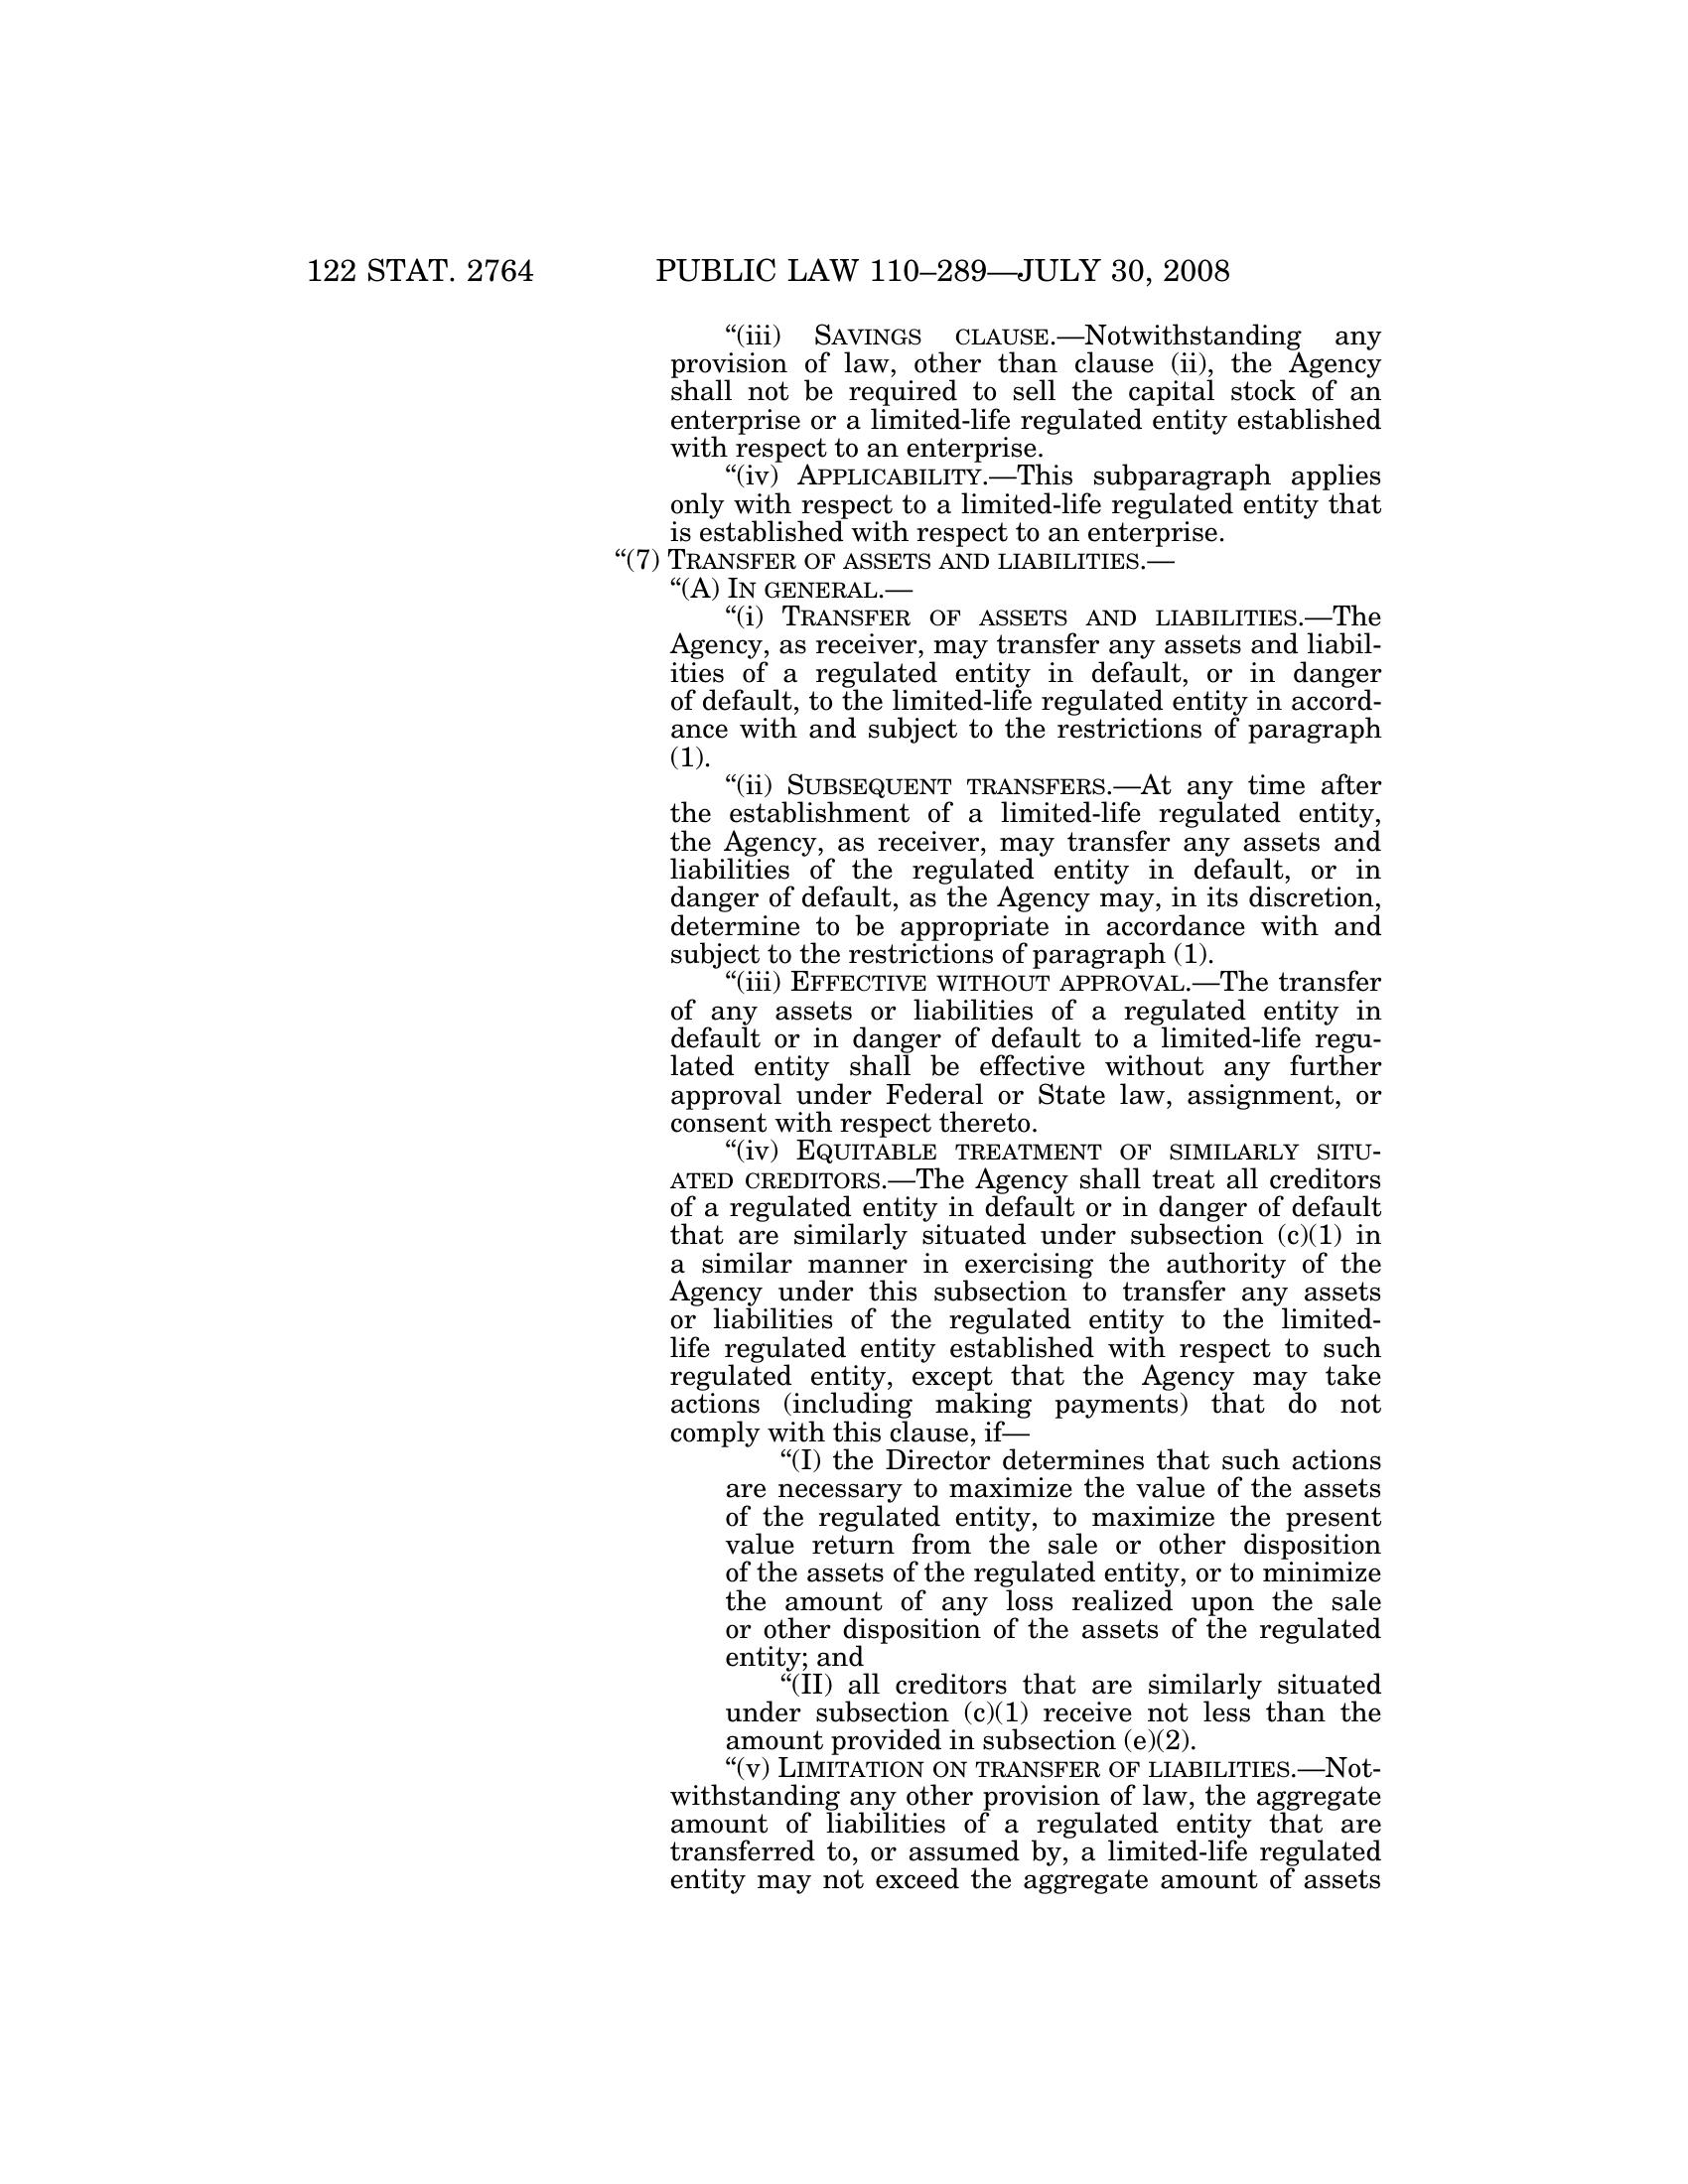 122 STAT. 2764 PUBLIC LAW 110–289—JULY 30, 2008
“(iii) SAVINGS CLAUSE.—Notwithstanding any
provision of law, other than clause (ii), the Agency
shall not be required to sell the capital stock of an
enterprise or a limited-life regulated entity established
with respect to an enterprise.
“(iv) APPLICABILITY.—This subparagraph applies
only with respect to a limited-life regulated entity that
is established with respect to an enterprise.
“(7) TRANSFER OF ASSETS AND LIABILITIES.—
“(A) IN GENERAL.—
“(i) TRANSFER OF ASSETS AND LIABILITIES.—The
Agency, as receiver, may transfer any assets and liabil-
ities of a regulated entity in default, or in danger
of default, to the limited-life regulated entity in accord-
ance with and subject to the restrictions of paragraph
(1).
“(ii) SUBSEQUENT TRANSFERS.—At any time after
the establishment of a limited-life regulated entity,
the Agency, as receiver, may transfer any assets and
liabilities of the regulated entity in default, or in
danger of default, as the Agency may, in its discretion,
determine to be appropriate in accordance with and
subject to the restrictions of paragraph (1).
“(iii) EFFECTIVE WITHOUT APPROVAL.—The transfer
of any assets or liabilities of a regulated entity in
default or in danger of default to a limited-life regu-
lated entity shall be effective without any further
approval under Federal or State law, assignment, or
consent with respect thereto.
“(iv) EQUITABLE TREATMENT OF SIMILARLY SITU-
ATED CREDITORS.—The Agency shall treat all creditors
of a regulated entity in default or in danger of default
that are similarly situated under subsection (c)(1) in
a similar manner in exercising the authority of the
Agency under this subsection to transfer any assets
or liabilities of the regulated entity to the limited-
life regulated entity established with respect to such
regulated entity, except that the Agency may take
actions (including making payments) that do not
comply with this clause, if—
“(I) the Director determines that such actions
are necessary to maximize the value of the assets
of the regulated entity, to maximize the present
value return from the sale or other disposition
of the assets of the regulated entity, or to minimize
the amount of any loss realized upon the sale
or other disposition of the assets of the regulated
entity; and
“(II) all creditors that are similarly situated
under subsection (c)(1) receive not less than the
amount provided in subsection (e)(2).
“(v) LIMITATION ON TRANSFER OF LIABILITIES.—Not-
withstanding any other provision of law, the aggregate
amount of liabilities of a regulated entity that are
transferred to, or assumed by, a limited-life regulated
entity may not exceed the aggregate amount of assets